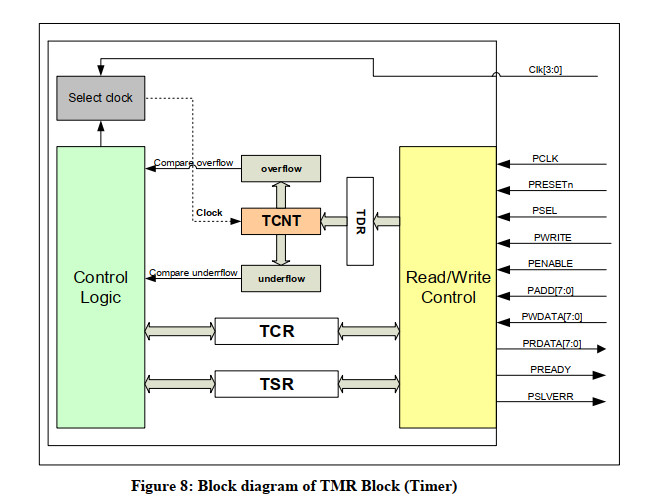 Clk[3:0]
Select clock
PCLK
Compare overflow
overflow
PRESETn
PSEL
Clock
TCNT
TDR
PWRITE
PENABLE
Compare underrflow
underflow
Control
Logic
Read/Write
Control
PADD[7:0]
PWDATA[7:0]
TCR
PRDATA[7:0]
PREADY
TSR
PSLVERR
Figure 8: Block diagram of TMR Block (Timer)